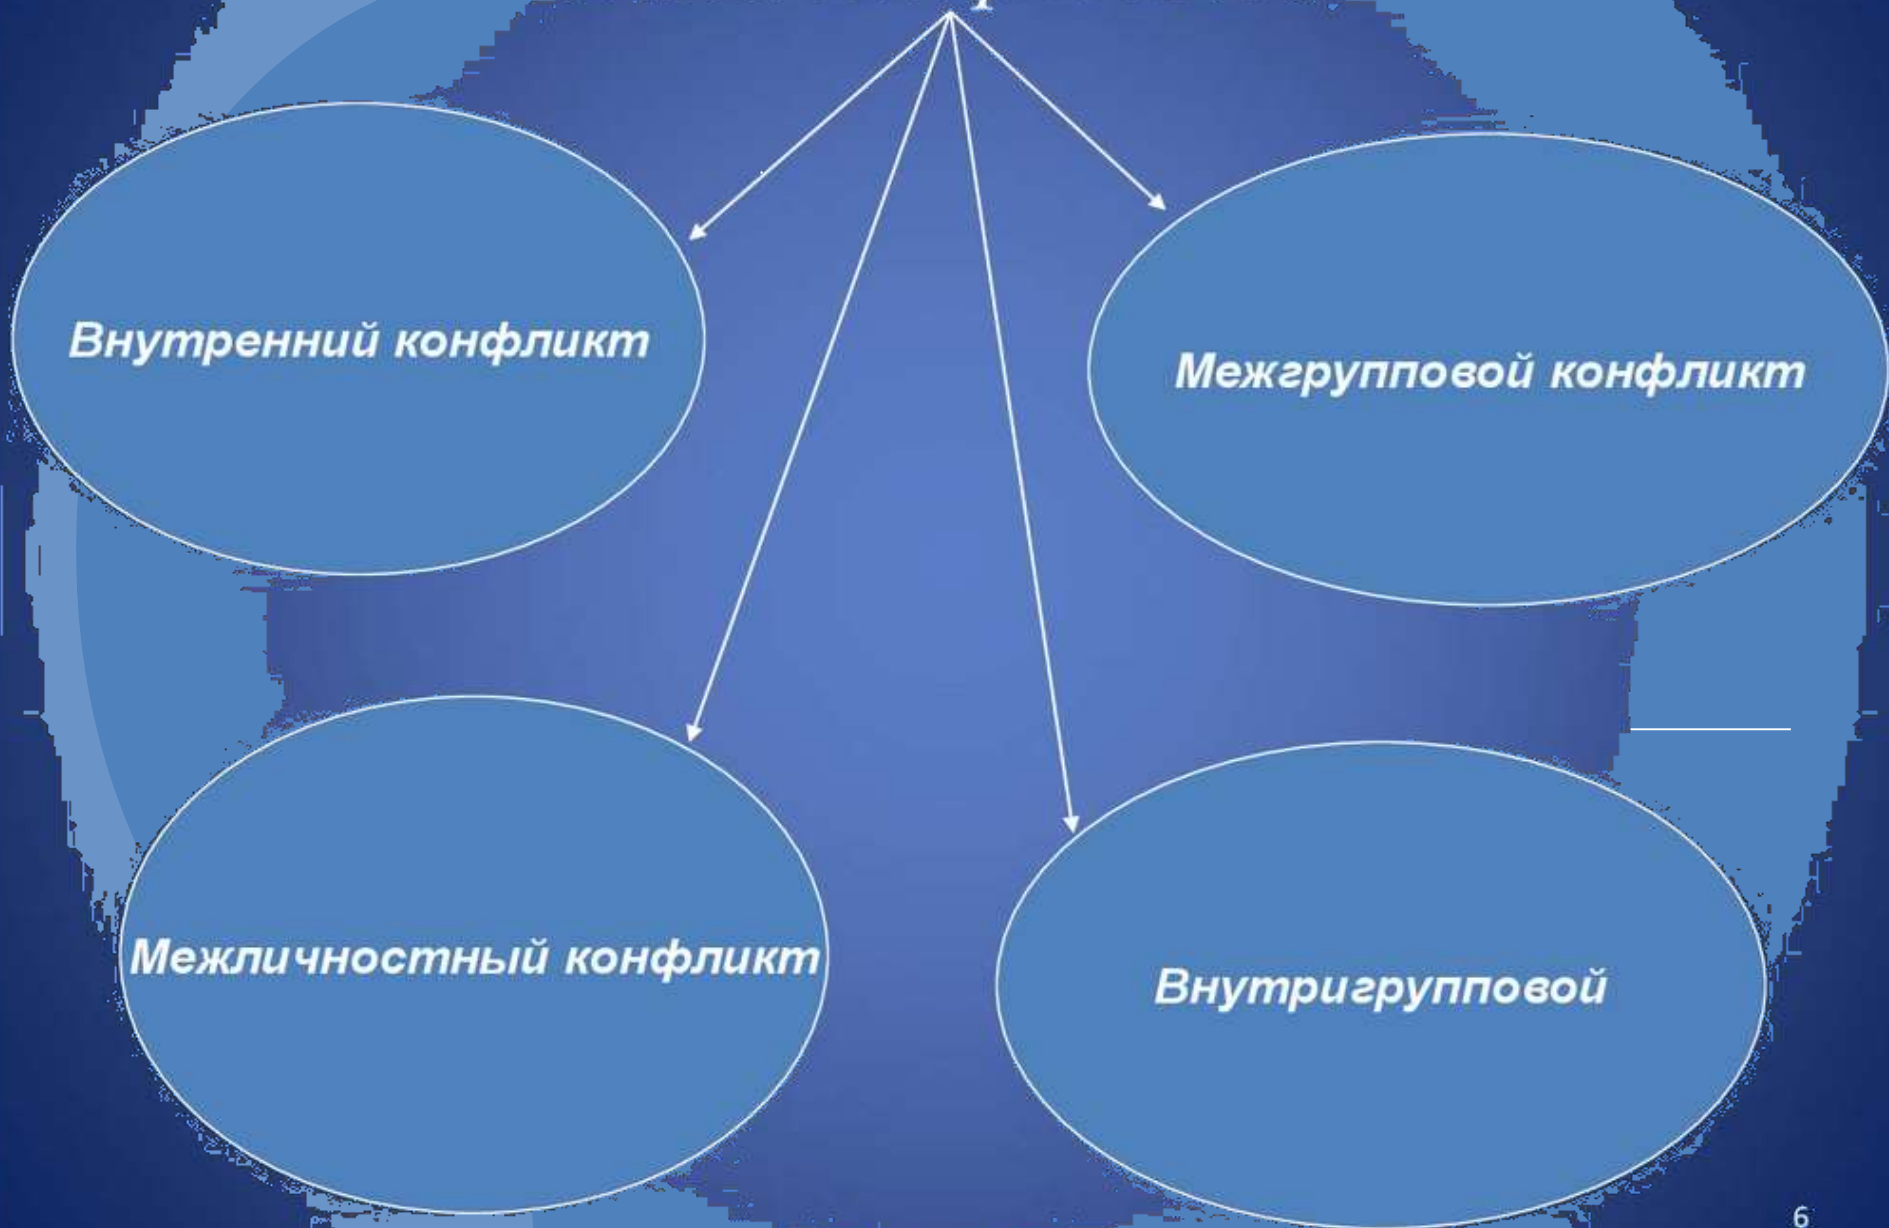 Внутренний конфликт
Межгрупповой конфликт
Межличностный конфликт
Внутригрупповой
6